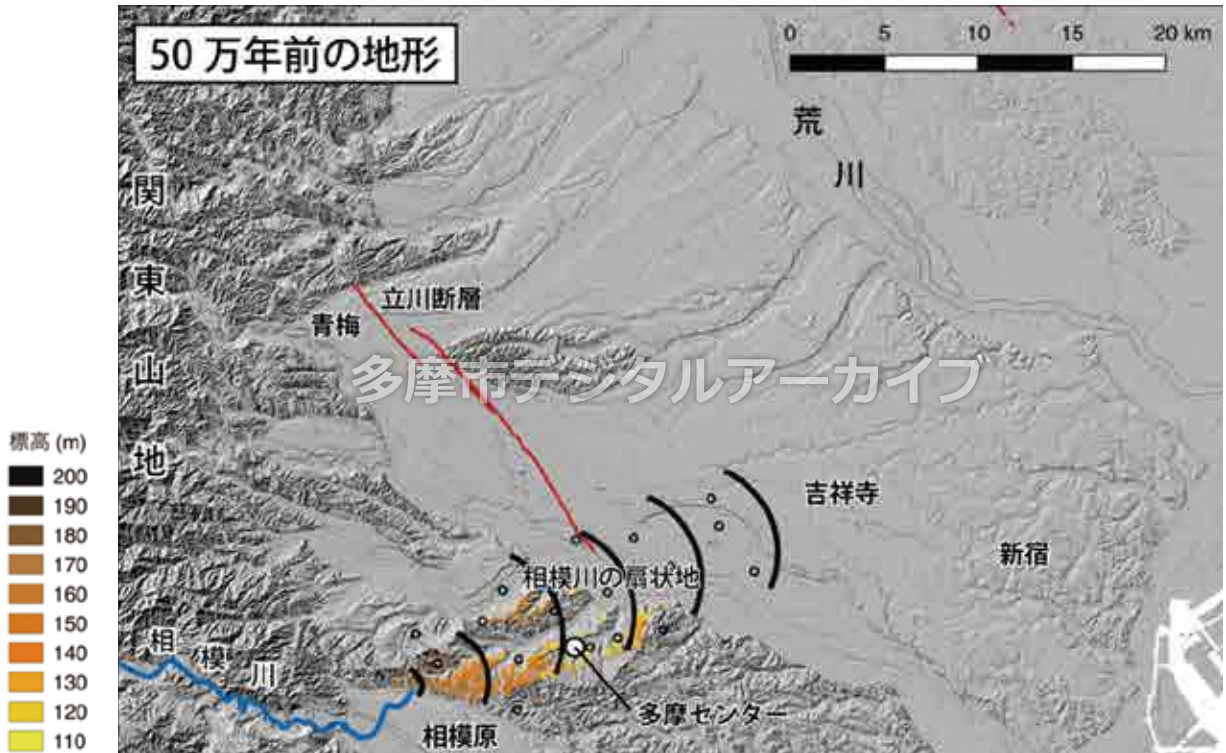 50 万年前の地形
0 5 10 15 20 km
荒川
関東山地
立川断層
青梅
多摩市デジタルアーカイブ
標高 (m)
200
190
180
170
160
150
140
130
120
110
吉祥寺
新宿
相模川の扇状地
相模川
多摩センター
相模原